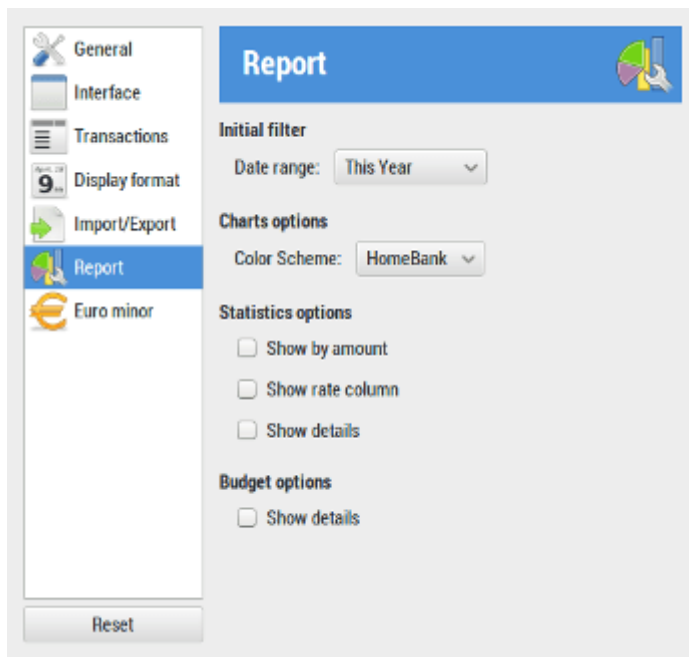 General
Interface
Transactions
9
Display format
Import/Export
Report
Euro minor
Reset
Report
Initial filter
Date range: This Year
Charts options
Color Scheme: HomeBank
Statistics options
Show by amount
Show rate column
Show details
Budget options
Show details